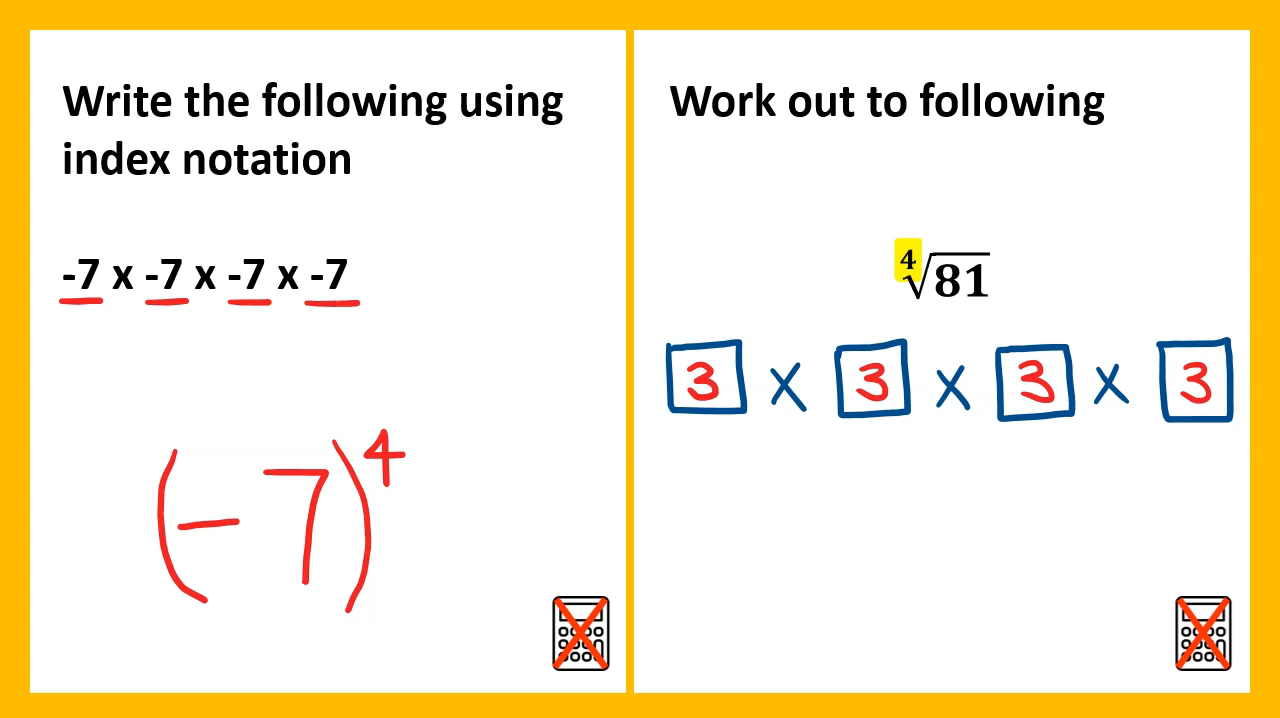 Write the following using
index notation
-7 x -7 x -7 x -7
(-7)⁴
Work out to following
⁴√81
3 x 3 x 3 x 3